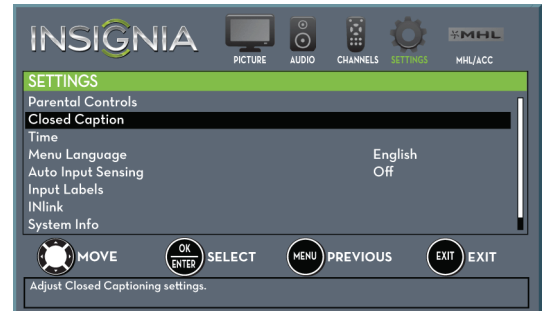 INSIGNIA
PICTURE AUDIO CHANNELS SETTINGS MHL MHL/ACC
SETTINGS
Parental Controls
Closed Caption
Time
Menu Language English
Auto Input Sensing Off
Input Labels
INlink
System Info
MOVE OK ENTER SELECT MENU PREVIOUS EXIT EXIT
Adjust Closed Captioning settings.